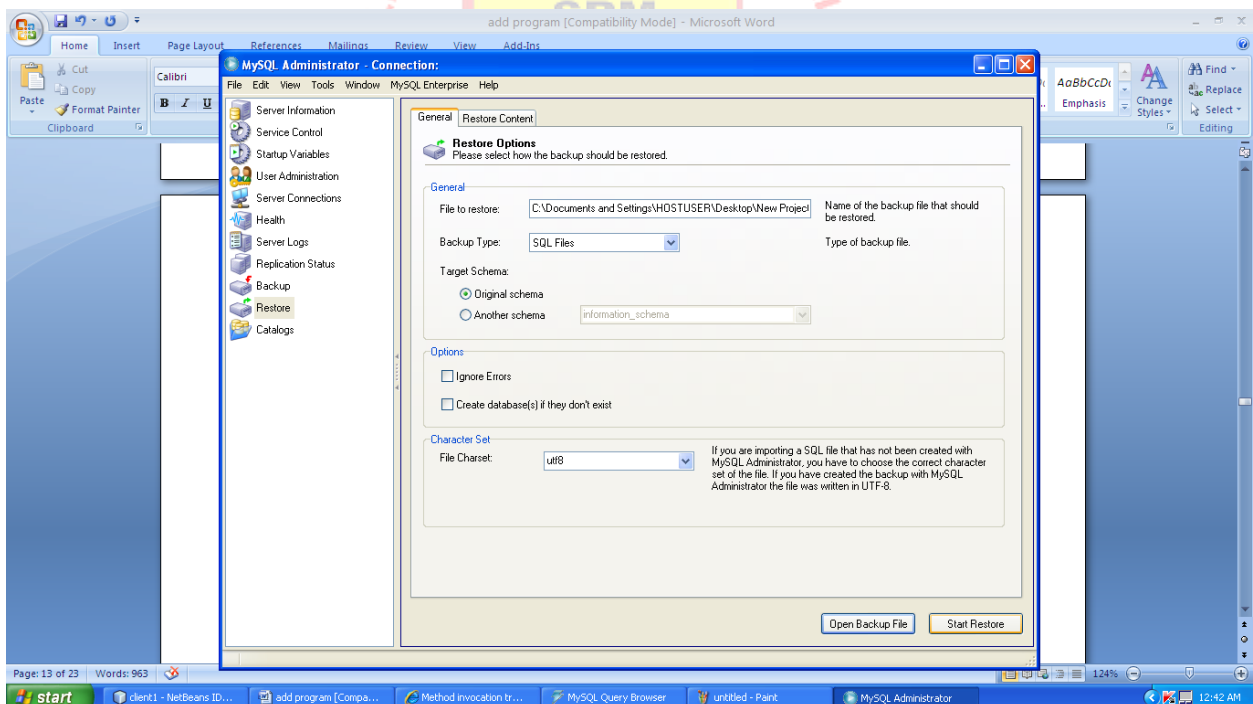 SRM
add program [Compatibility Mode] - Microsoft Word
Home Insert Page Layout References Mailings Review View Add-Ins
Cut
Copy
Format Painter
Paste
Clipboard
Calibri
B I U
AaBbCcDc
Emphasis
Change Styles
Find
Replace
Select
Editing
MySQL Administrator - Connection:
File Edit View Tools Window MySQL Enterprise Help
Server Information
Service Control
Startup Variables
User Administration
Server Connections
Health
Server Logs
Replication Status
Backup
Restore
Catalogs
General Restore Content
Restore Options
Please select how the backup should be restored.
General
File to restore: C:\Documents and Settings\HOSTUSER\Desktop\New Project
Name of the backup file that should
be restored.
Backup Type: SQL Files Type of backup file.
Target Schema:
Original schema
Another schema information_schema
Options
Ignore Errors
Create database(s) if they don't exist
Character Set
File Charset: utf8
If you are importing a SQL file that has not been created with
MySQL Administrator, you have to choose the correct character
set of the file. If you have created the backup with MySQL
Administrator the file was written in UTF-8.
Open Backup File Start Restore
Page: 13 of 23 Words: 963 124%
start client1 - NetBeans ID... add program [Compa... Method invocation tr... MySQL Query Browser untitled - Paint MySQL Administrator 12:42 AM